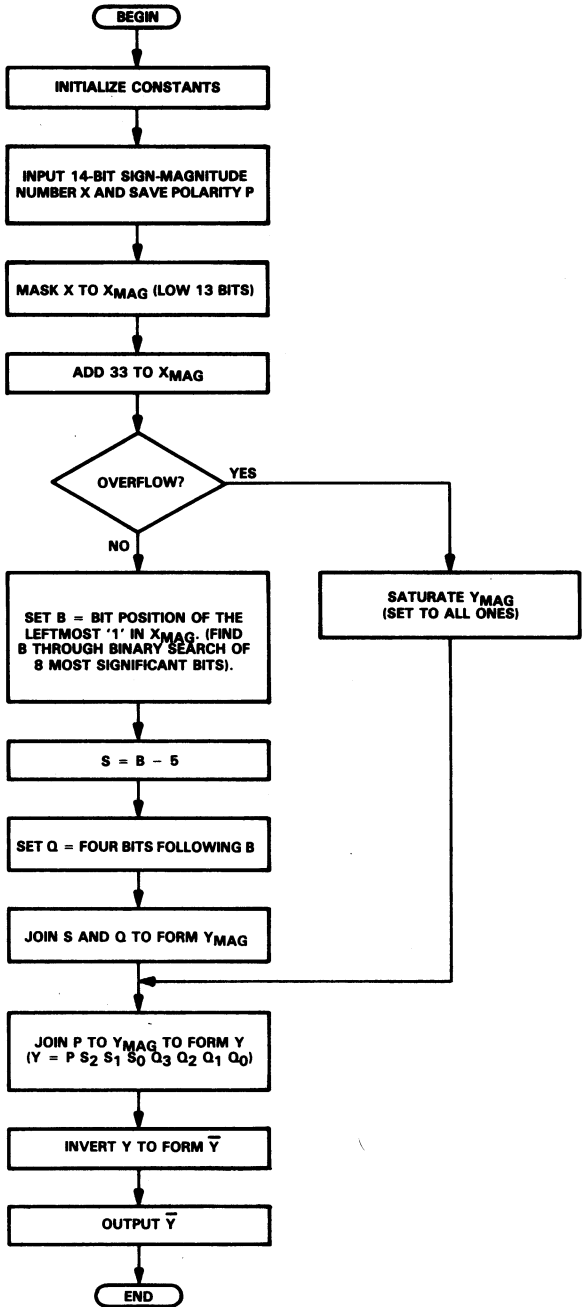 BEGIN
INITIALIZE CONSTANTS
INPUT 14-BIT SIGN-MAGNITUDE
NUMBER X AND SAVE POLARITY P
MASK X TO XMAG (LOW 13 BITS)
ADD 33 TO XMAG
OVERFLOW?
YES
NO
SET B = BIT POSITION OF THE
LEFTMOST '1' IN XMAG. (FIND
B THROUGH BINARY SEARCH OF
8 MOST SIGNIFICANT BITS).
SATURATE YMAG
(SET TO ALL ONES)
S = B – 5
SET Q = FOUR BITS FOLLOWING B
JOIN S AND Q TO FORM YMAG
JOIN P TO YMAG TO FORM Y
(Y = P S2 S1 S0 Q3 Q2 Q1 Q0)
INVERT Y TO FORM Y̅
OUTPUT Y̅
END